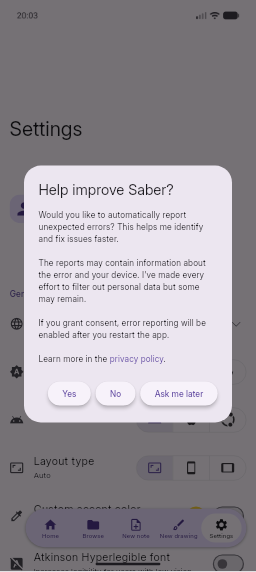 20:03
Settings
Help improve Saber?
Would you like to automatically report
unexpected errors? This helps me identify
and fix issues faster.
The reports may contain information about
the error and your device. I've made every
effort to filter out personal data but some
may remain.
If you grant consent, error reporting will be
enabled after you restart the app.
Learn more in the privacy policy.
Yes
No
Ask me later
Layout type
Auto
Custom accent color
Home
Browse
New note
New drawing
Settings
Atkinson Hyperlegible font